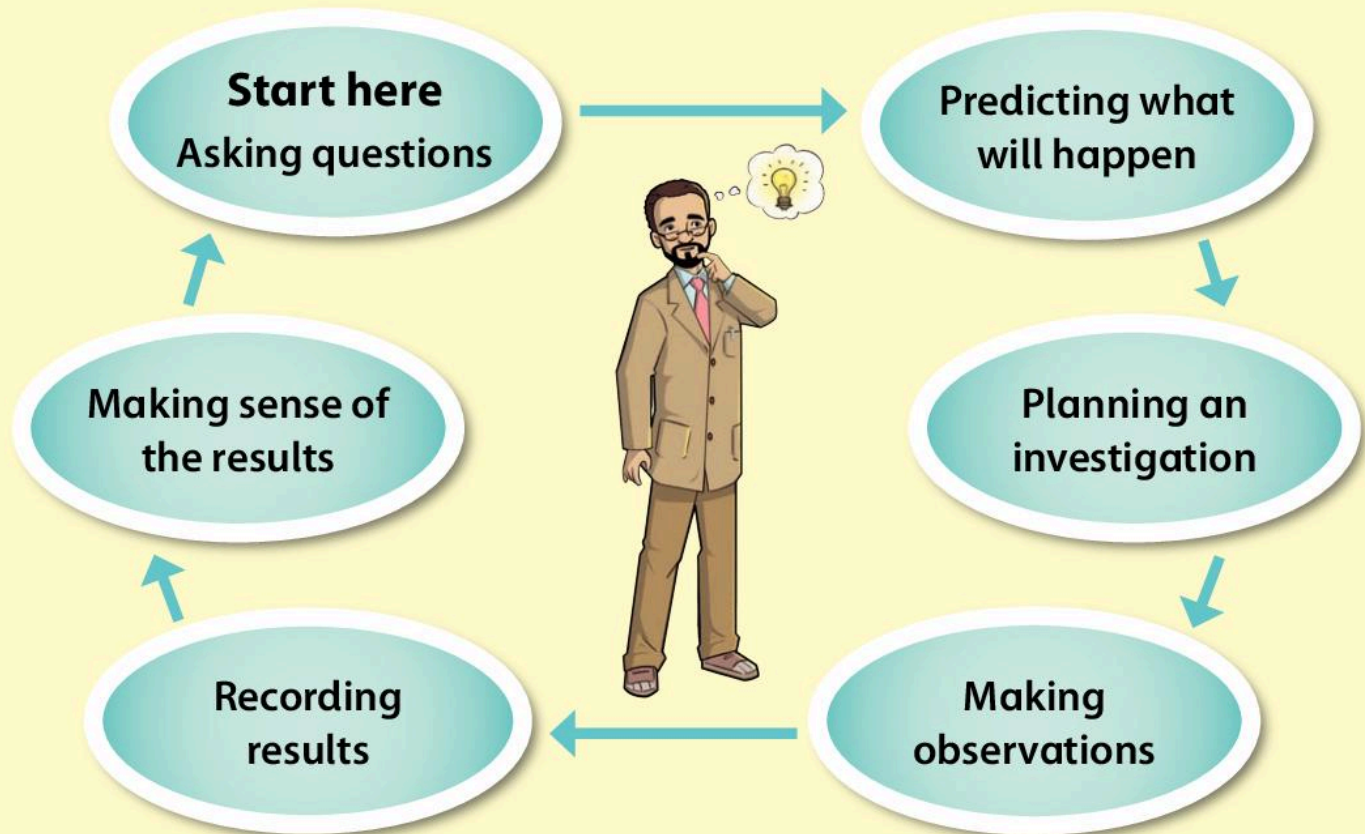 Start here
Asking questions
Predicting what
will happen
Planning an
investigation
Making
observations
Recording
results
Making sense of
the results